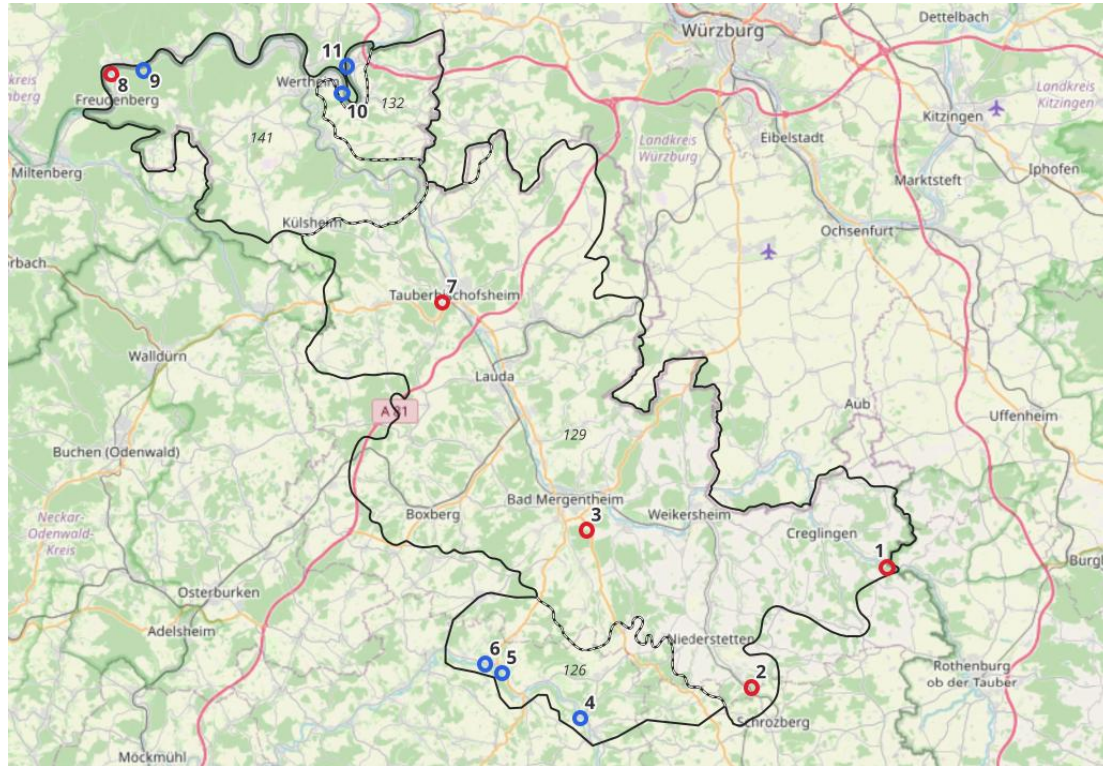 Dettelbach
Würzburg
Landkreis
Kitzingen
11
8
9
Wertheim
Freudenberg
10
132
Kitzingen
141
Eibelstadt
Landkreis
Würzburg
Iphofen
Miltenberg
Marktsteft
Külsheim
Ochsenfurt
7
Tauberbischofsheim
Walldürn
Lauda
A 81
Aub
Uffenheim
129
Buchen (Odenwald)
Bad Mergentheim
Boxberg
3
Weikersheim
Neckar-
Odenwald-
Kreis
Creglingen
1
Osterburken
Adelsheim
Niederstetten
6
5
126
2
Rothenburg
ob der Tauber
4
Schrozberg
Möckmühl